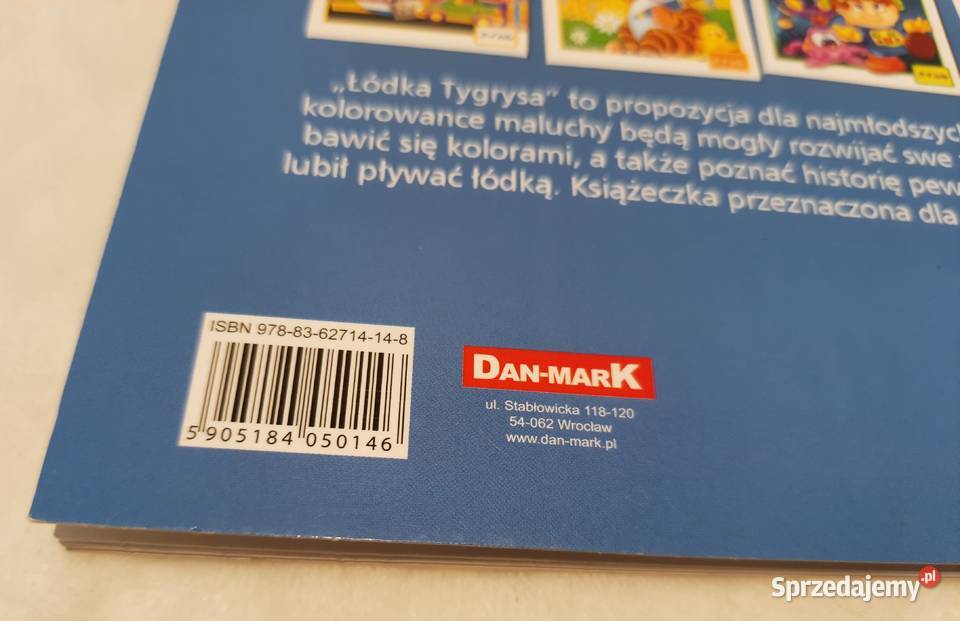 „Łódka Tygrysa” to propozycja dla najmłodszych
kolorowance maluchy będą mogły rozwijać swe
bawić się kolorami, a także poznać historię
lubił pływać łódką. Książeczka przeznaczona dla
ISBN 978-83-62714-14-8
5 905184 050146
DAN-MARK
ul. Stabłowicka 118-120
54-062 Wrocław
www.dan-mark.pl
Sprzedajemy.pl